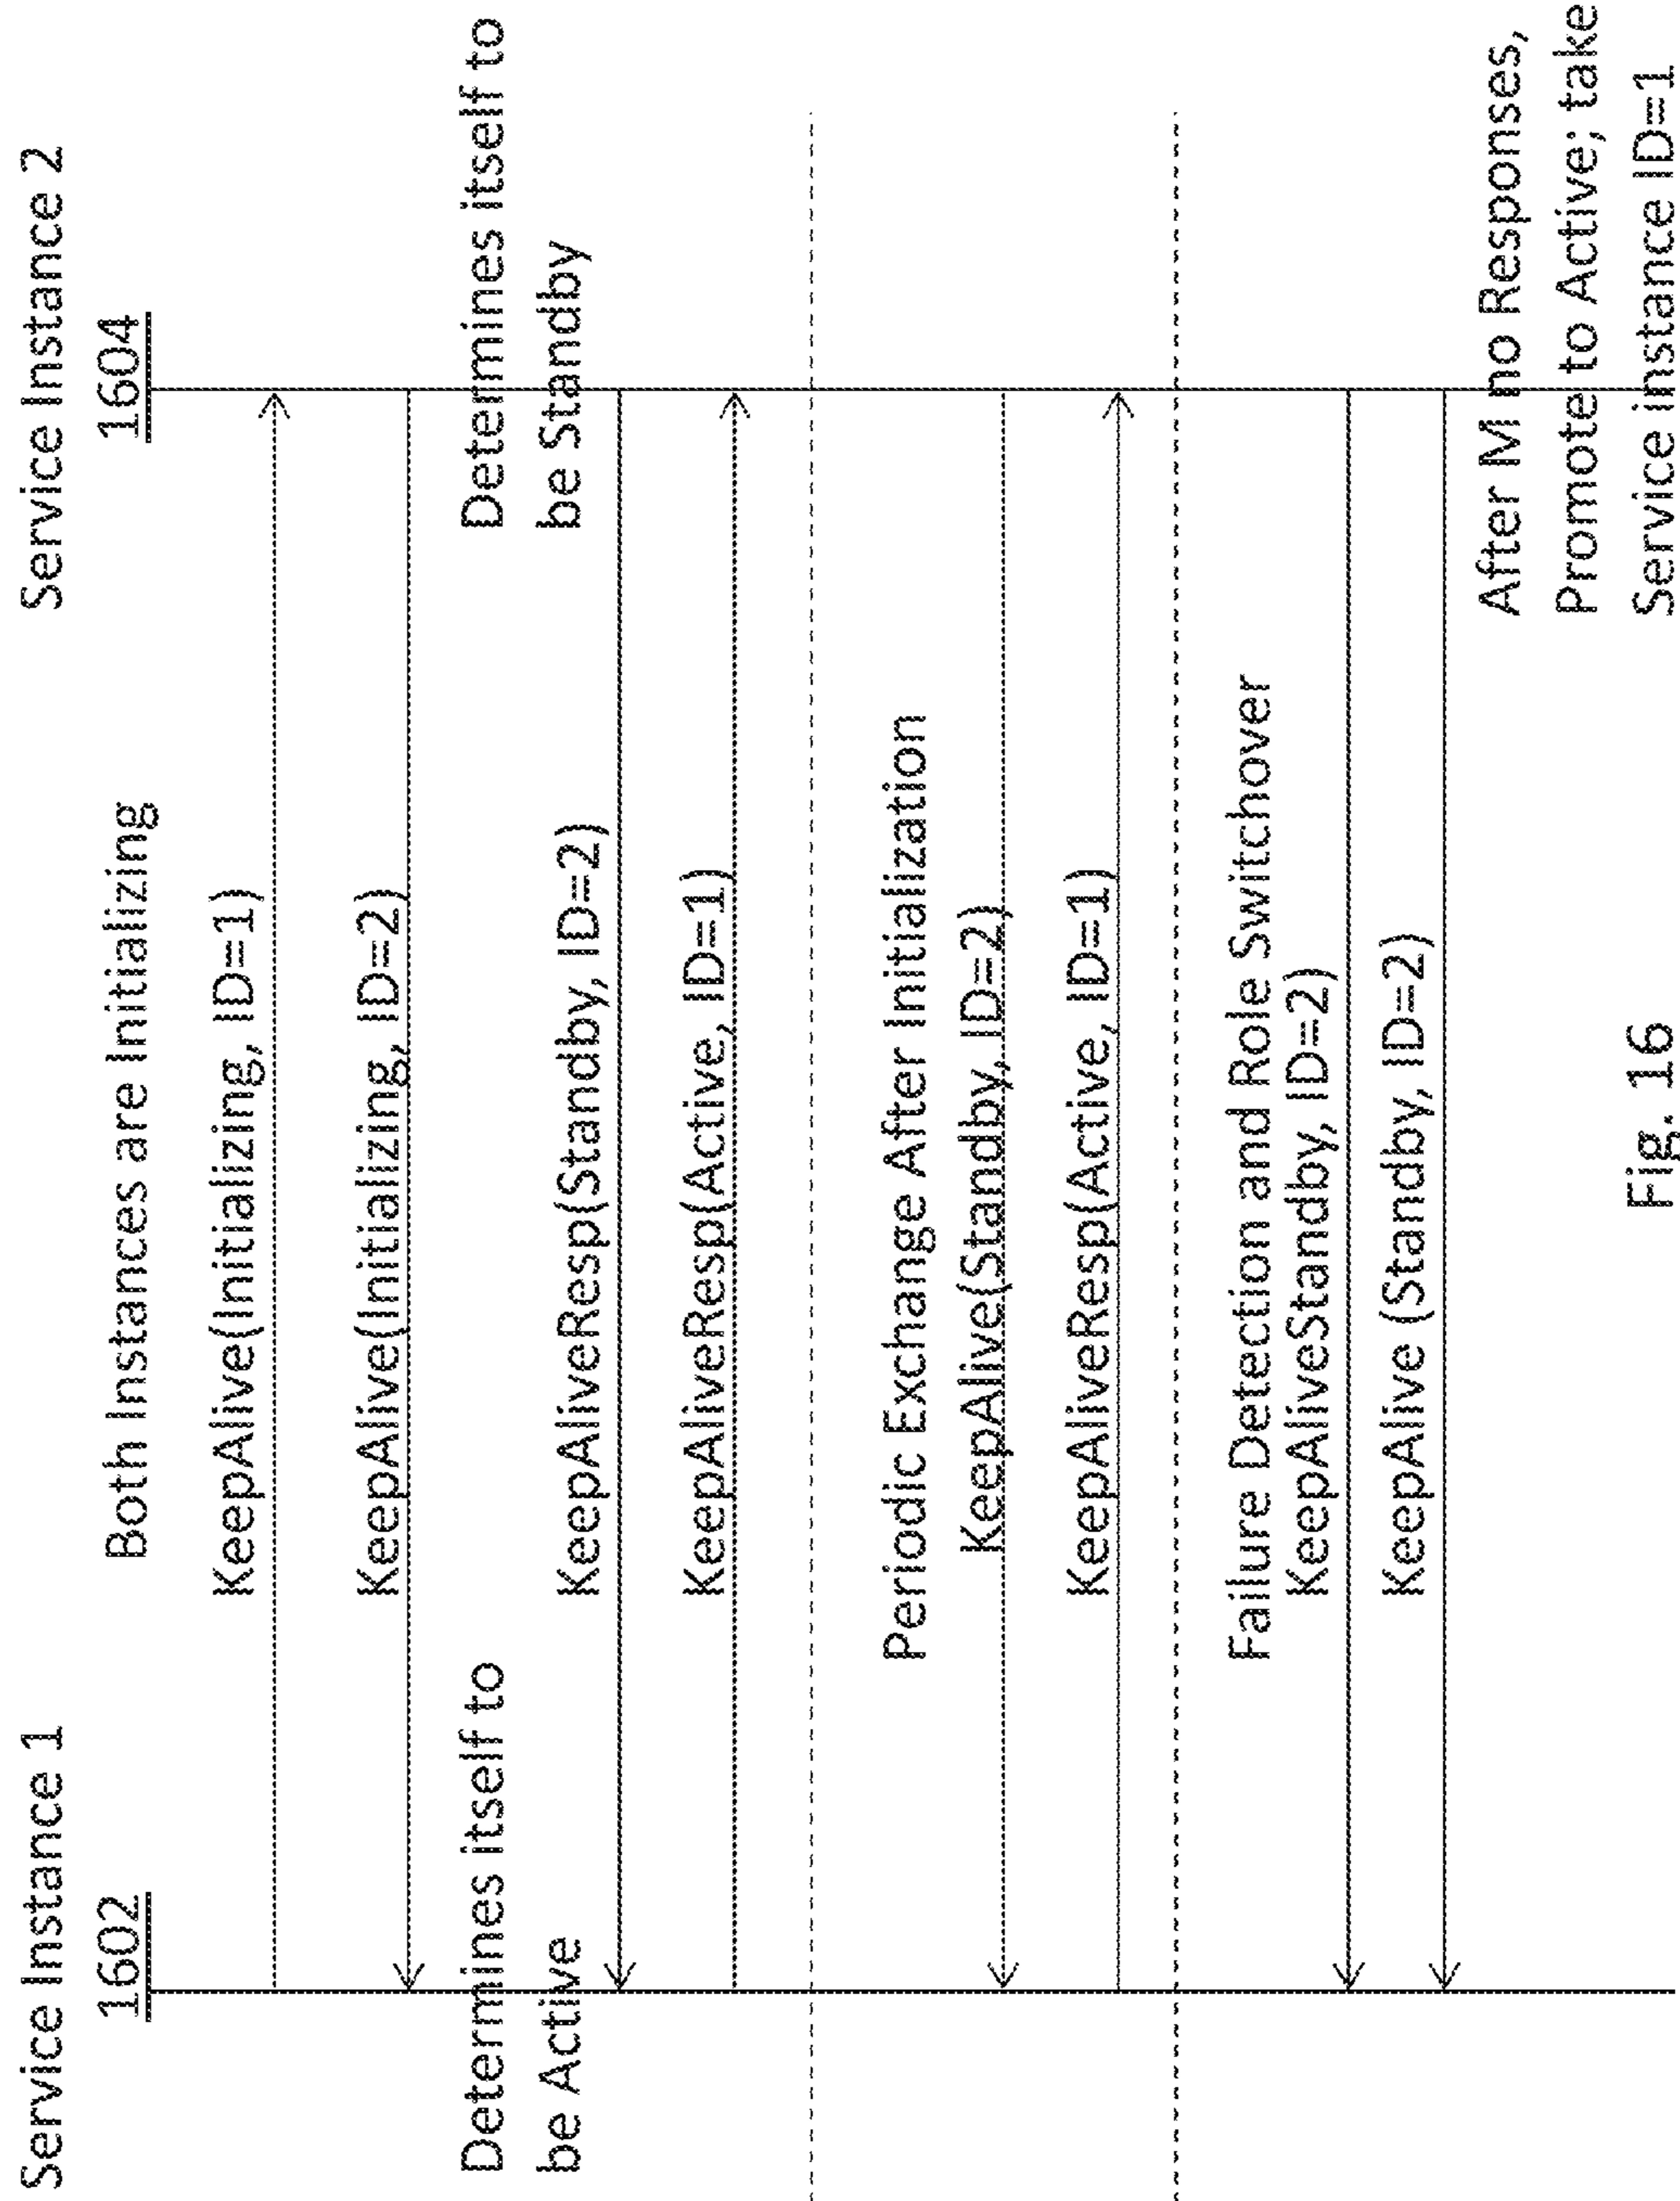 Service Instance 1
Service Instance 2
1602
1604
Both Instances are Initializing
KeepAlive(Initializing, ID=1)
KeepAlive(Initializing, ID=2)
Determines itself to
be Active
Determines itself to
be Standby
KeepAliveResp(Standby, ID=2)
KeepAliveResp(Active, ID=1)
Periodic Exchange After Initialization
KeepAlive(Standby, ID=2)
KeepAliveResp(Active, ID=1)
Failure Detection and Role Switchover
KeepAliveStandby, ID=2)
KeepAlive (Standby, ID=2)
After M no Responses,
Promote to Active; take
Service instance ID=1
Fig. 16